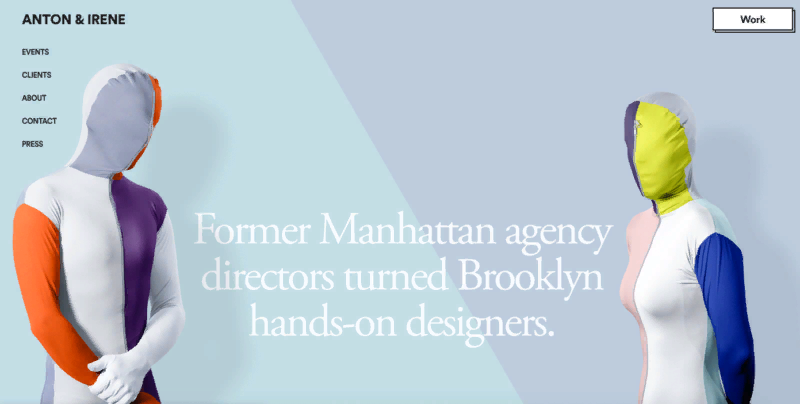 ANTON & IRENE
Work
EVENTS
CLIENTS
ABOUT
CONTACT
PRESS
Former Manhattan agency
directors turned Brooklyn
hands-on designers.